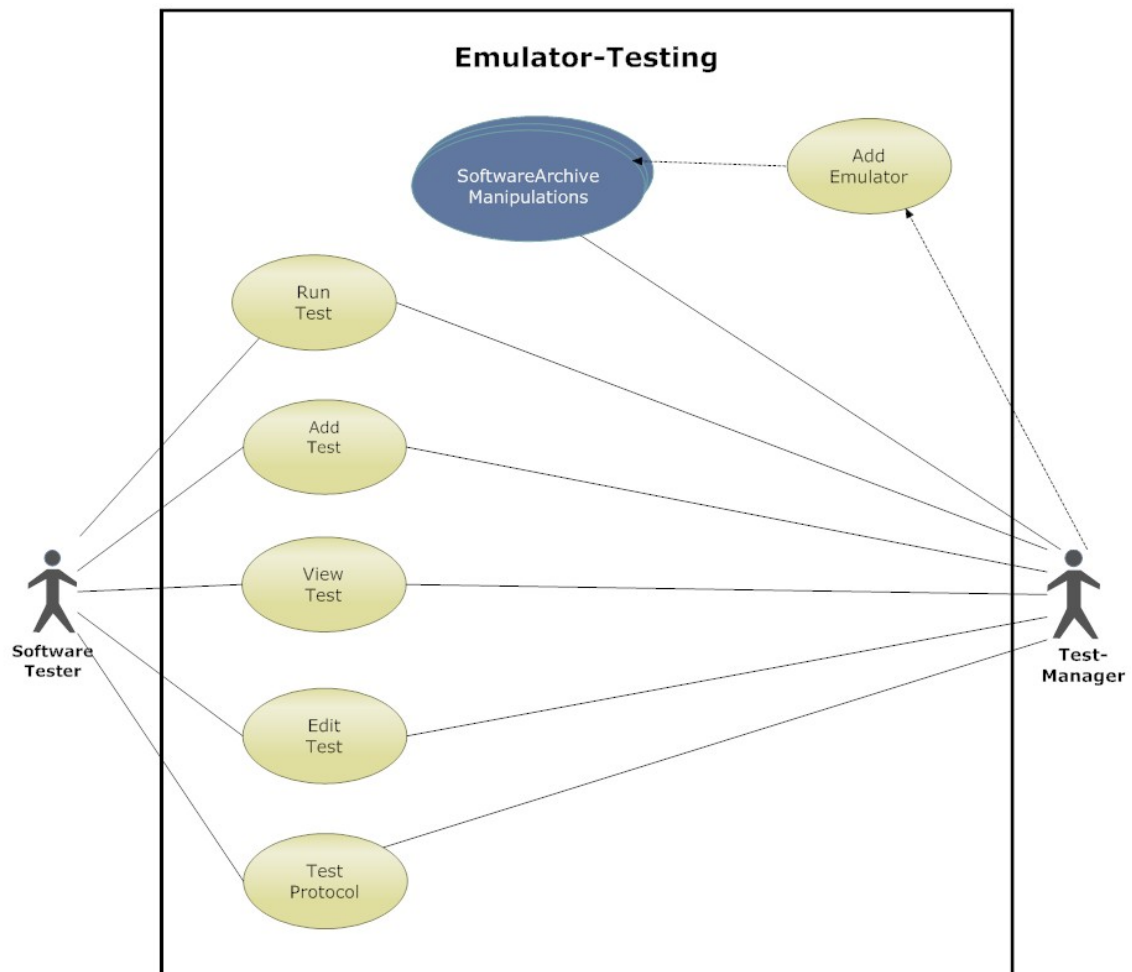 Emulator-Testing
SoftwareArchive
Manipulations
Add
Emulator
Run
Test
Add
Test
View
Test
Software
Tester
Test-
Manager
Edit
Test
Test
Protocol